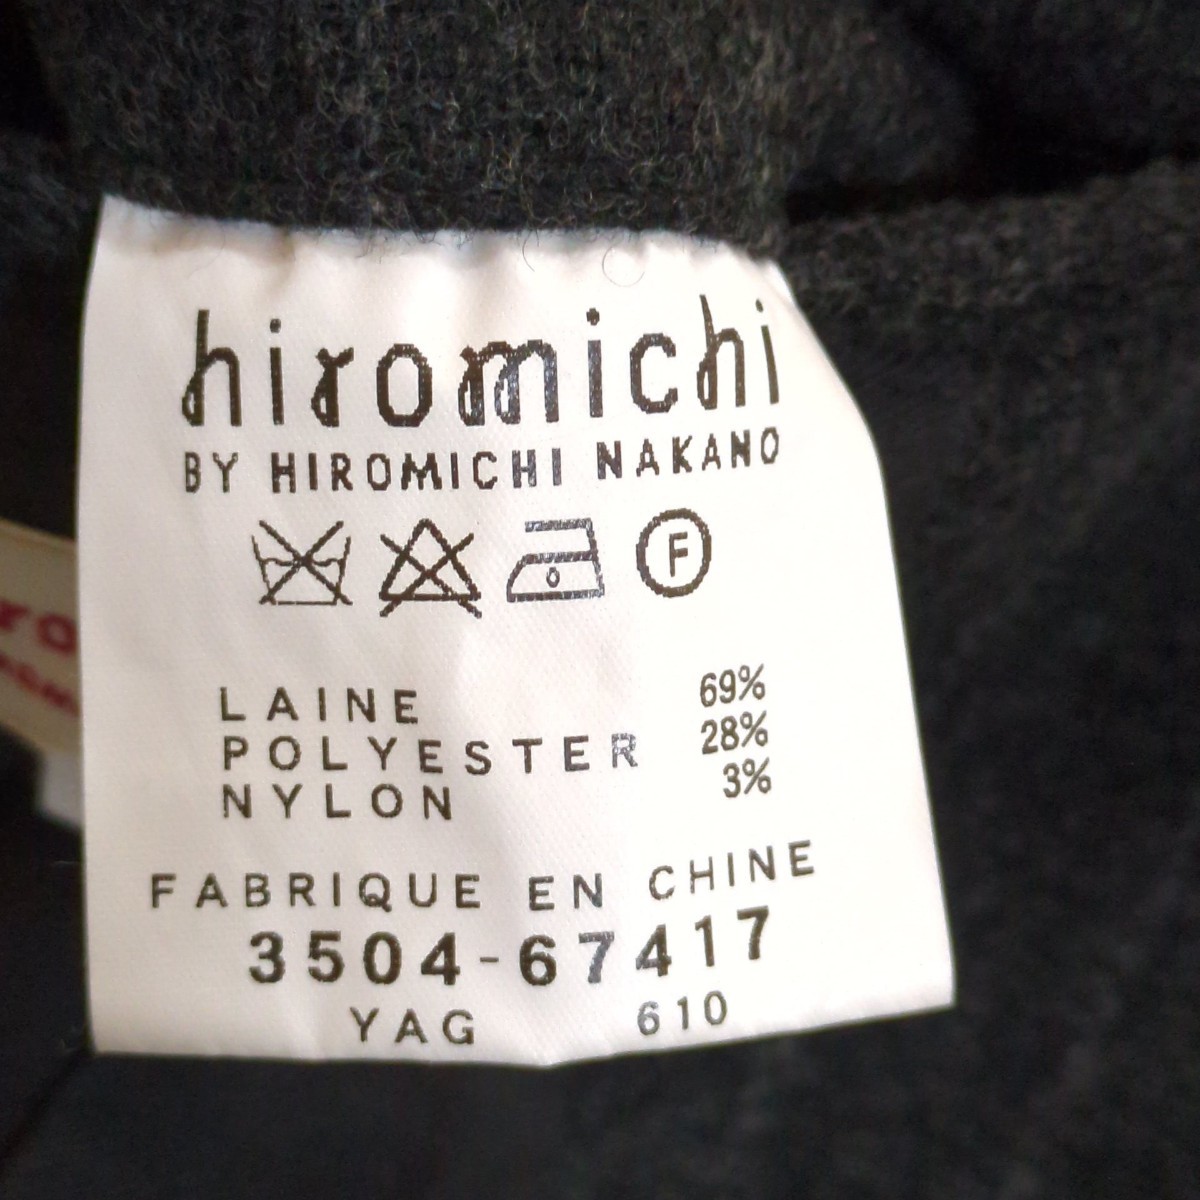 hiromichi
BY HIROMICHI NAKANO
F
LAINE 69%
POLYESTER 28%
NYLON 3%
FABRIQUE EN CHINE
3504-67417
YAG 610